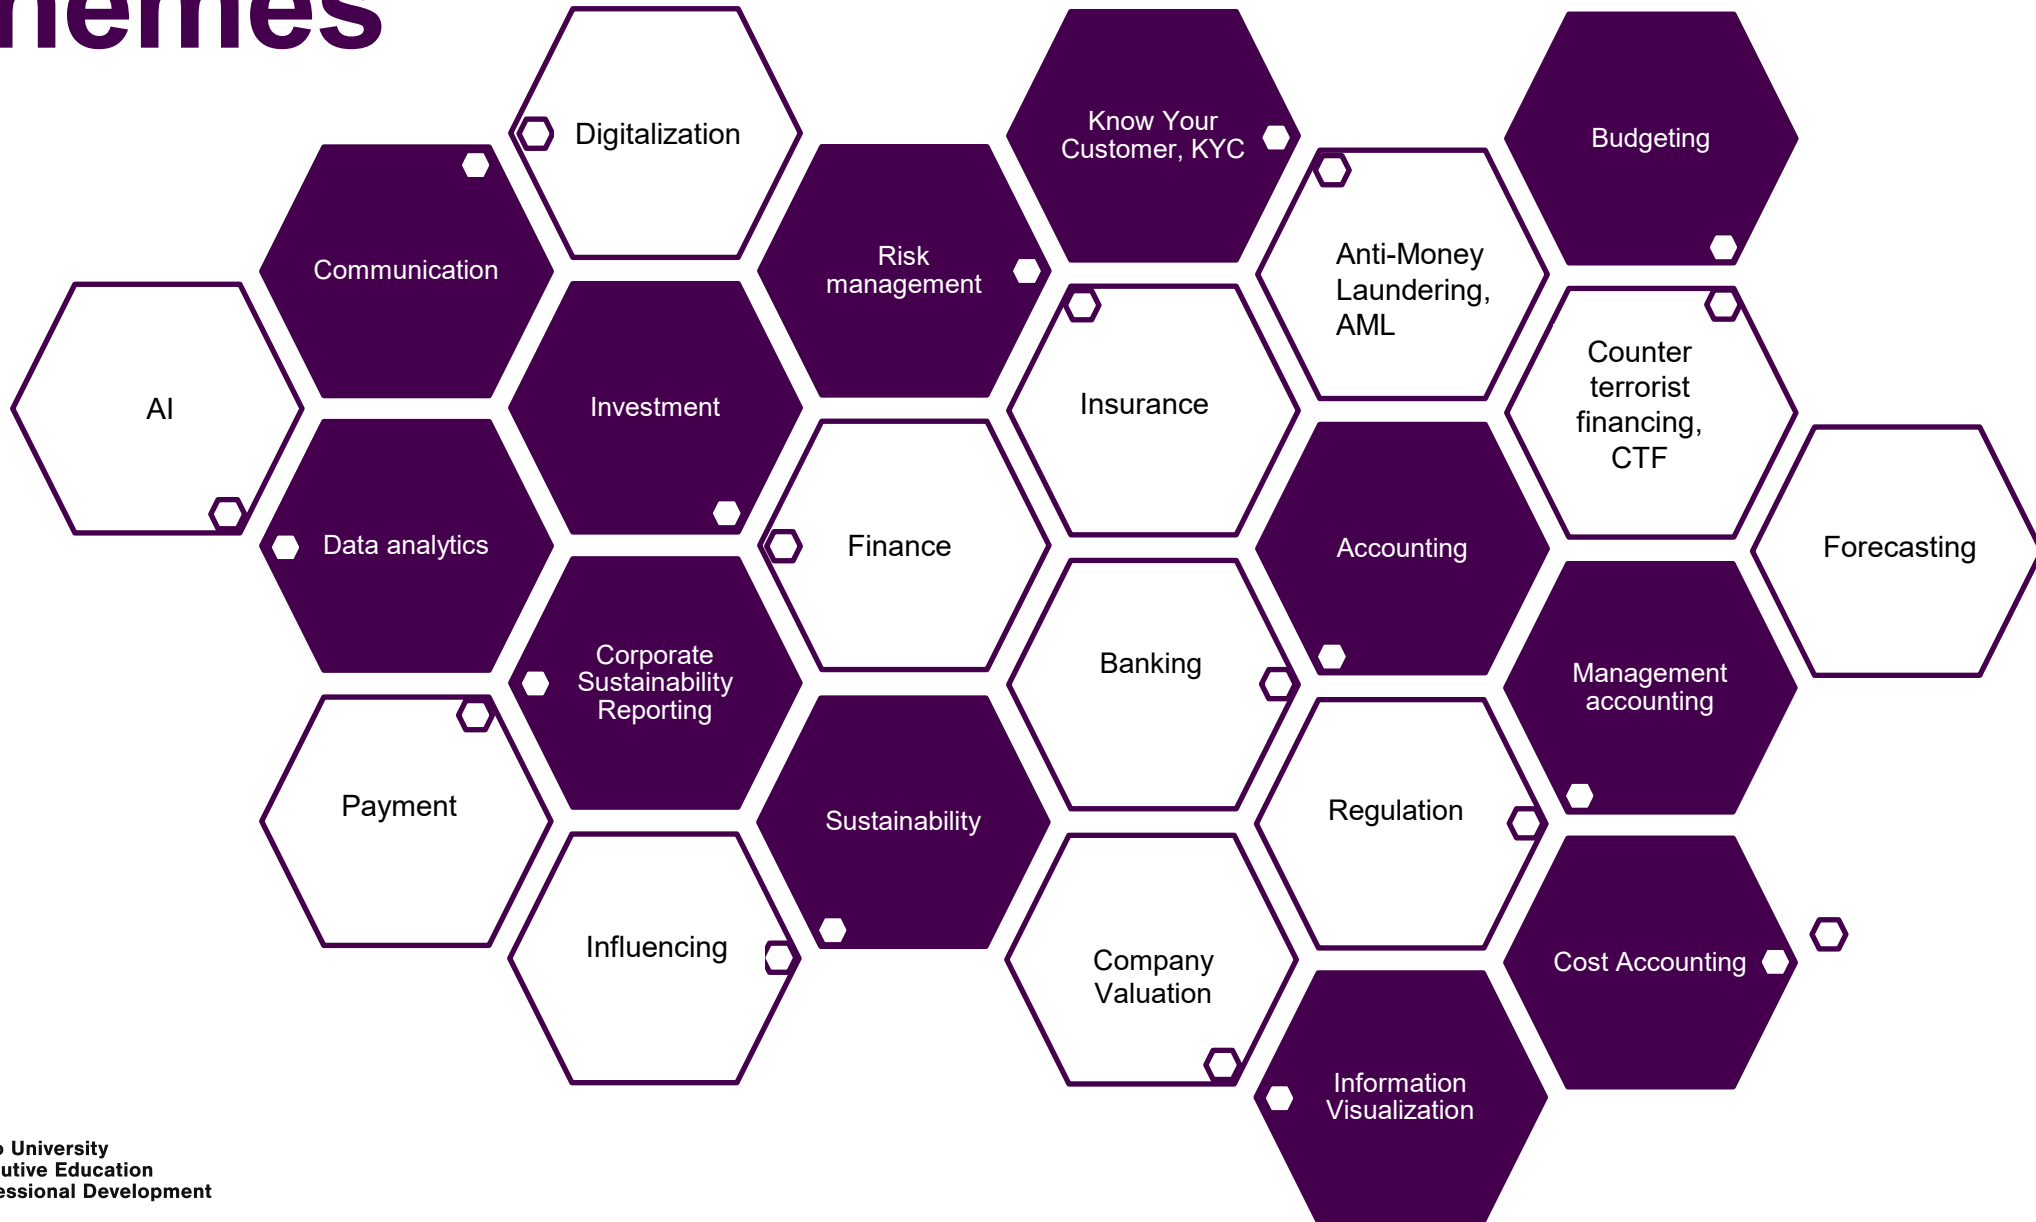 hemes
Digitalization
Know Your
Customer, KYC
Budgeting
Communication
Risk
management
Anti-Money
Laundering,
AML
AI
Investment
Insurance
Counter
terrorist
financing,
CTF
Data analytics
Finance
Accounting
Forecasting
Corporate
Sustainability
Reporting
Banking
Management
accounting
Payment
Sustainability
Regulation
Influencing
Company
Valuation
Cost Accounting
Information
Visualization
o University
utive Education
essional Development